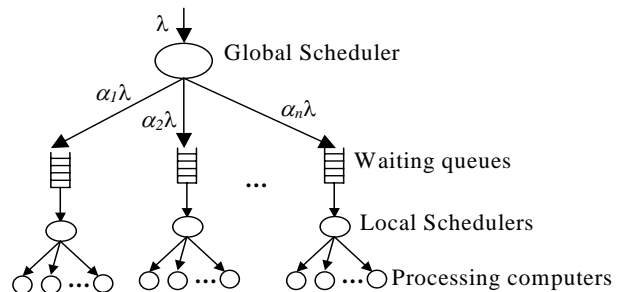 λ
Global Scheduler
α₁λ
α₂λ
αₙλ
Waiting queues
...
Local Schedulers
... ... ... Processing computers